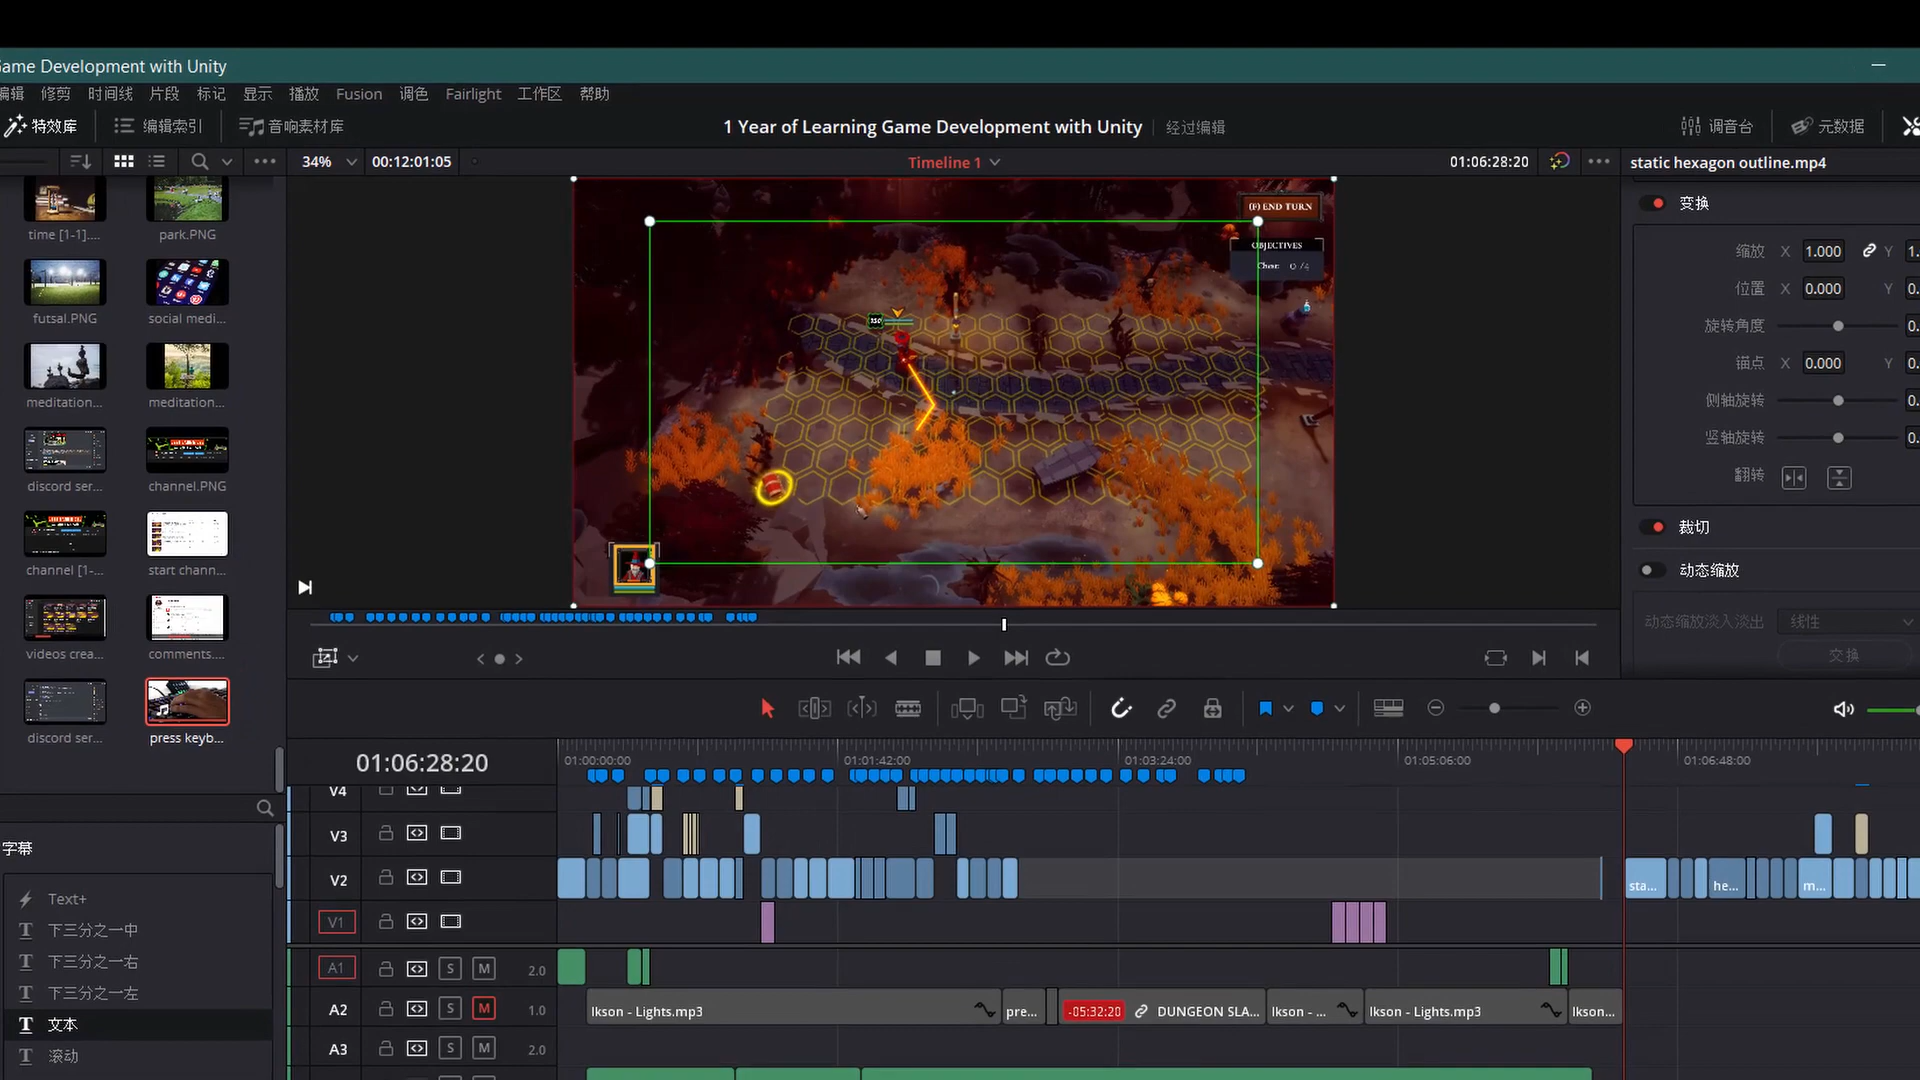 Game Development with Unity
编辑 修剪 时间线 片段 标记 显示 播放 Fusion 调色 Fairlight 工作区 帮助
特效库 编辑索引 音响素材库 1 Year of Learning Game Development with Unity 经过编辑 调音台 元数据
34% 00:12:01:05 Timeline 1 01:06:28:20 static hexagon outline.mp4
time [1-1].... park.PNG
futsal.PNG social medi...
meditation... meditation...
discord ser... channel.PNG
channel [1-... start chann...
videos crea... comments....
discord ser... press keyb...
(F) END TURN
OBJECTIVES
0 /4
变换
缩放 X 1.000 Y 1.
位置 X 0.000 Y 0.
旋转角度 0.
锚点 X 0.000 Y 0.
侧轴旋转 0.
竖轴旋转 0.
翻转
裁切
动态缩放
动态缩放淡入淡出 线性
交换
01:06:28:20 01:00:00:00 01:01:42:00 01:03:24:00 01:05:06:00 01:06:48:00
V4
V3
V2 sta... he... m...
V1
A1 S M 2.0
A2 S M 1.0 Ikson - Lights.mp3 pre... -05:32:20 DUNGEON SLA... Ikson - ... Ikson - Lights.mp3 Ikson...
A3 S M 2.0
字幕
Text+
下三分之一中
下三分之一右
下三分之一左
文本
滚动